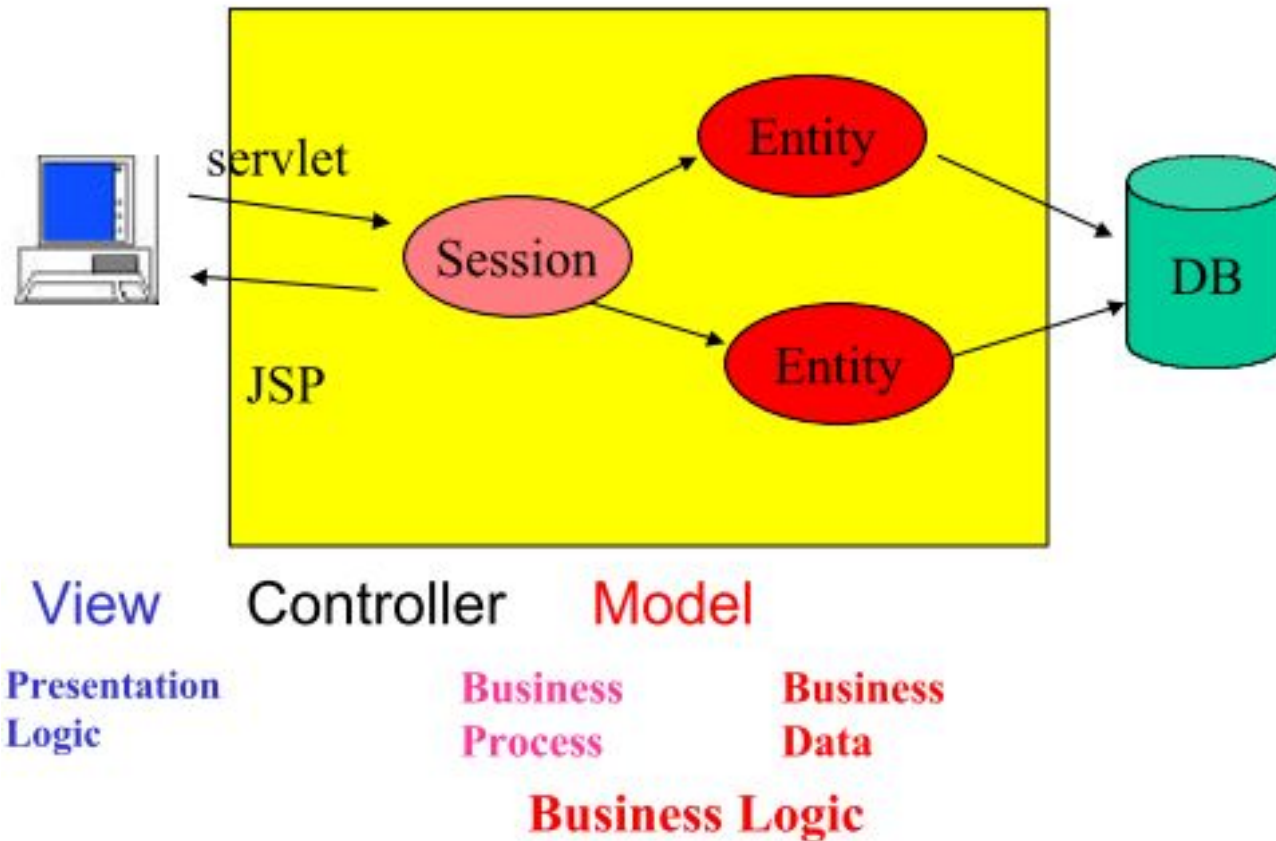 servlet
Entity
Session
DB
Entity
JSP
View Controller Model
Presentation Business Business
Logic Process Data
Business Logic